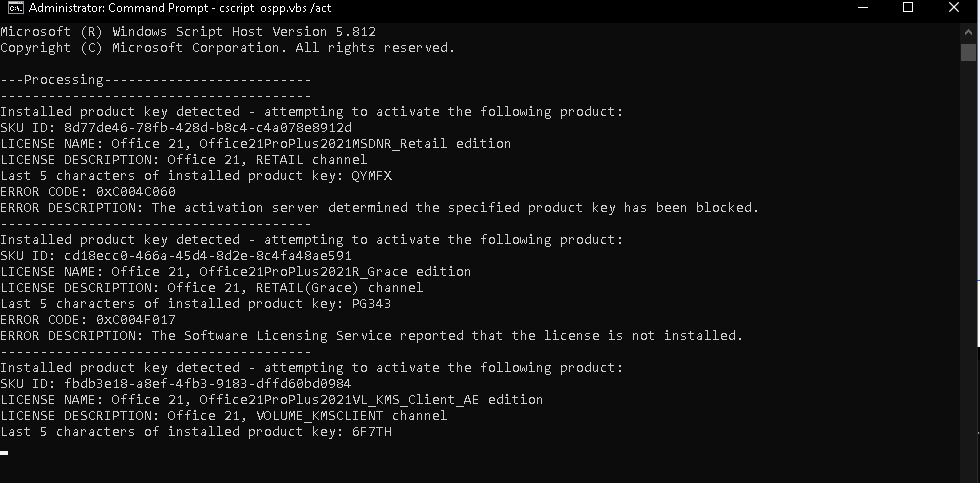 Administrator: Command Prompt - cscript ospp.vbs /act
Microsoft (R) Windows Script Host Version 5.812
Copyright (C) Microsoft Corporation. All rights reserved.
---Processing--------------------------
---------------------------------------
Installed product key detected - attempting to activate the following product:
SKU ID: 8d77de46-78fb-428d-b8c4-c4a078e8912d
LICENSE NAME: Office 21, Office21ProPlus2021MSDNR_Retail edition
LICENSE DESCRIPTION: Office 21, RETAIL channel
Last 5 characters of installed product key: QYMFX
ERROR CODE: 0xC004C060
ERROR DESCRIPTION: The activation server determined the specified product key has been blocked.
---------------------------------------
Installed product key detected - attempting to activate the following product:
SKU ID: cd18ecc0-466a-45d4-8d2e-8c4fa48ae591
LICENSE NAME: Office 21, Office21ProPlus2021R_Grace edition
LICENSE DESCRIPTION: Office 21, RETAIL(Grace) channel
Last 5 characters of installed product key: PG343
ERROR CODE: 0xC004F017
ERROR DESCRIPTION: The Software Licensing Service reported that the license is not installed.
---------------------------------------
Installed product key detected - attempting to activate the following product:
SKU ID: fbdb3e18-a8ef-4fb3-9183-dffd60bd0984
LICENSE NAME: Office 21, Office21ProPlus2021VL_KMS_Client_AE edition
LICENSE DESCRIPTION: Office 21, VOLUME_KMSCLIENT channel
Last 5 characters of installed product key: 6F7TH